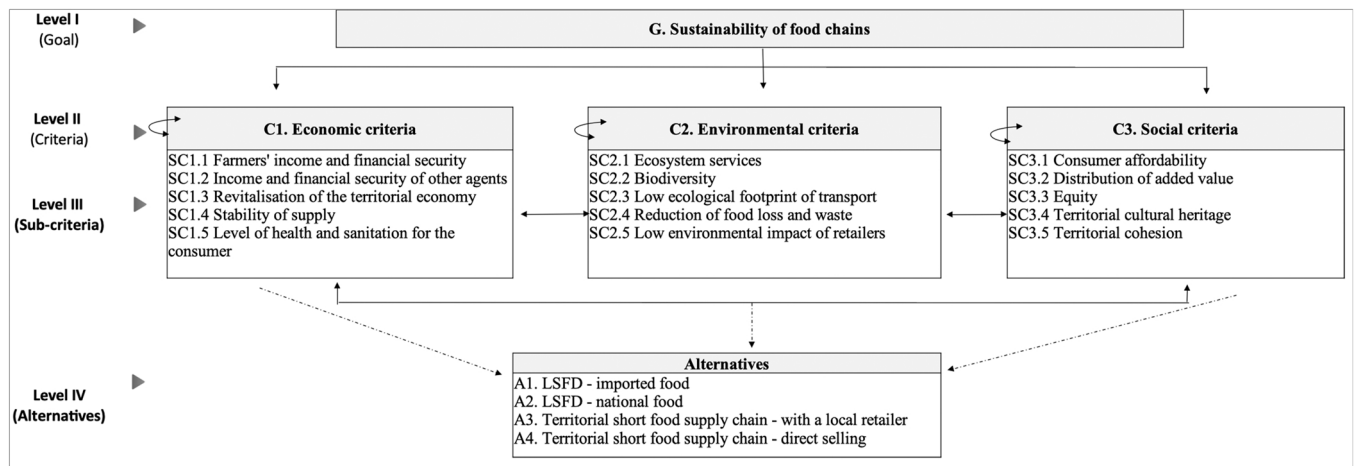 Level I
(Goal)
G. Sustainability of food chains
Level II
(Criteria)
C1. Economic criteria
C2. Environmental criteria
C3. Social criteria
Level III
(Sub-criteria)
SC1.1 Farmers' income and financial security
SC1.2 Income and financial security of other agents
SC1.3 Revitalisation of the territorial economy
SC1.4 Stability of supply
SC1.5 Level of health and sanitation for the
consumer
SC2.1 Ecosystem services
SC2.2 Biodiversity
SC2.3 Low ecological footprint of transport
SC2.4 Reduction of food loss and waste
SC2.5 Low environmental impact of retailers
SC3.1 Consumer affordability
SC3.2 Distribution of added value
SC3.3 Equity
SC3.4 Territorial cultural heritage
SC3.5 Territorial cohesion
Level IV
(Alternatives)
Alternatives
A1. LSFD - imported food
A2. LSFD - national food
A3. Territorial short food supply chain - with a local retailer
A4. Territorial short food supply chain - direct selling